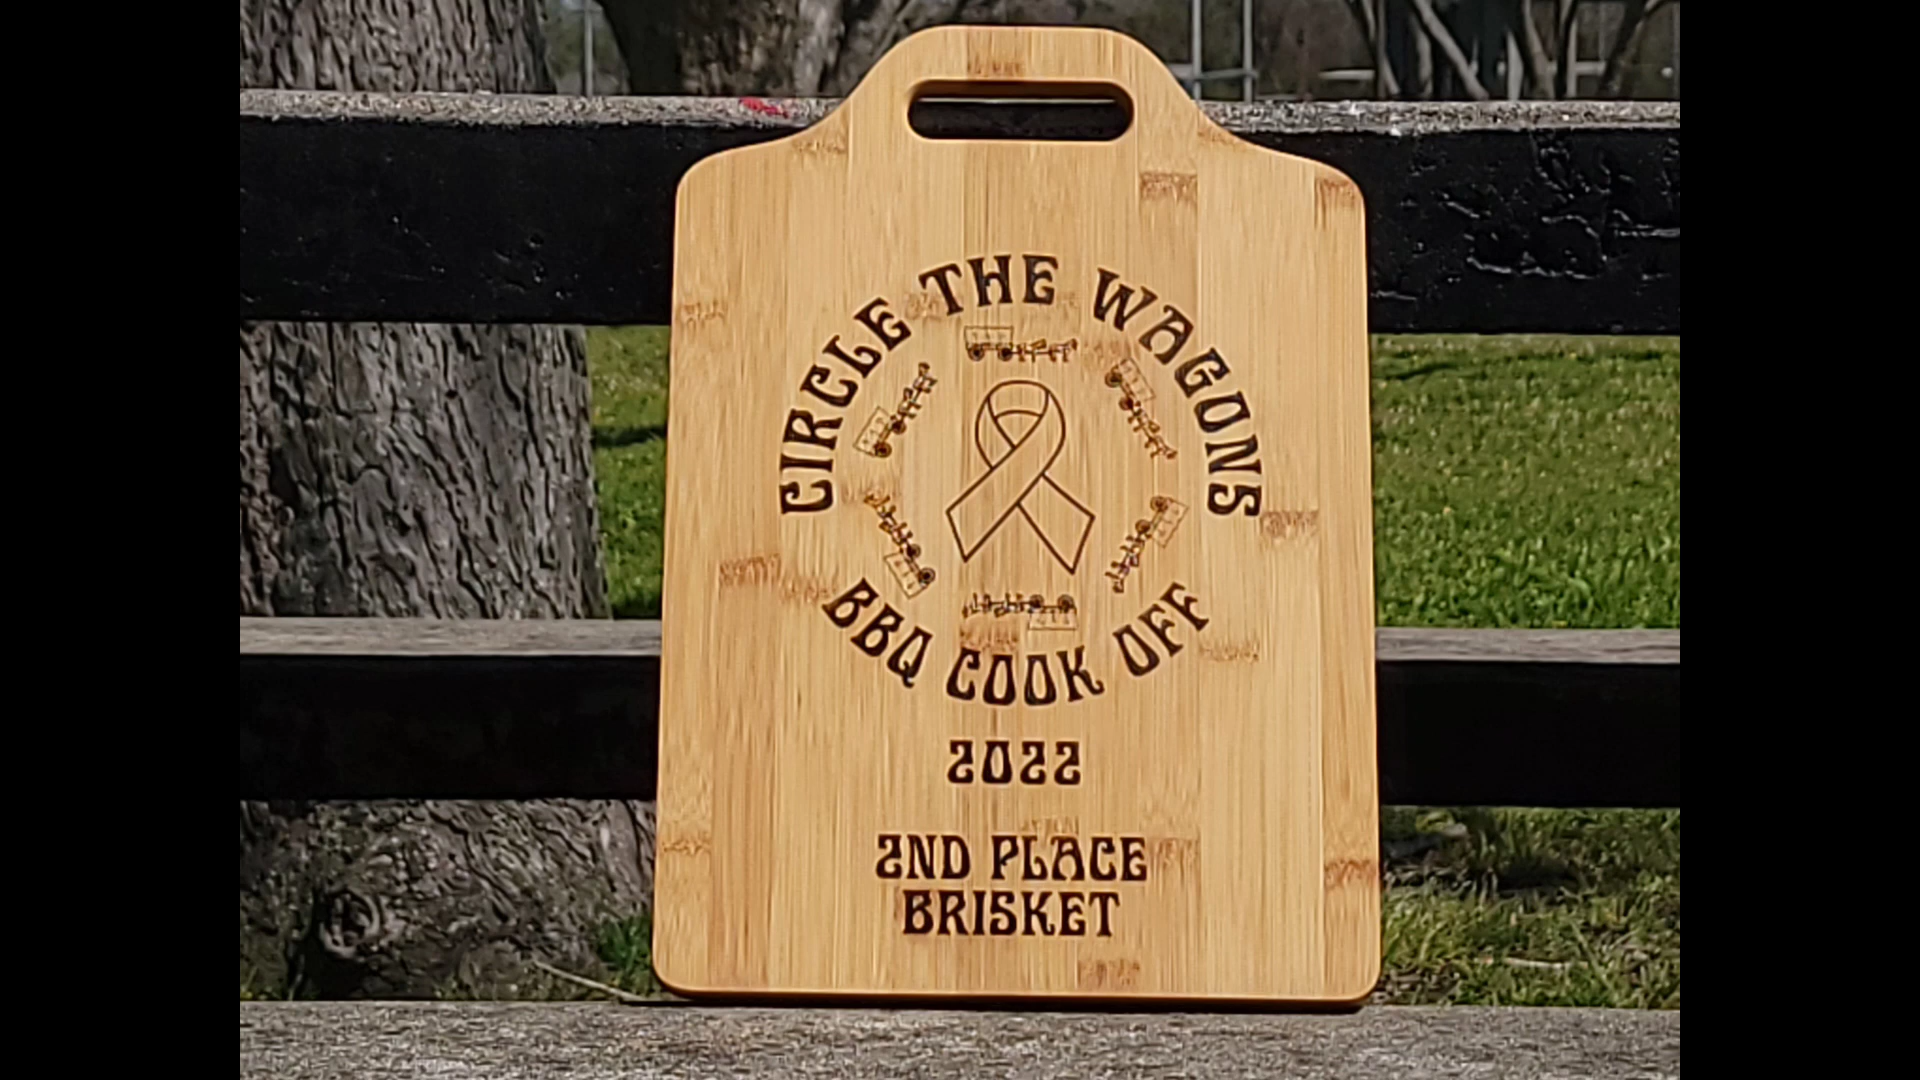 CIRCLE THE WAGONS
BBQ COOK OFF
2022
2ND PLACE
BRISKET